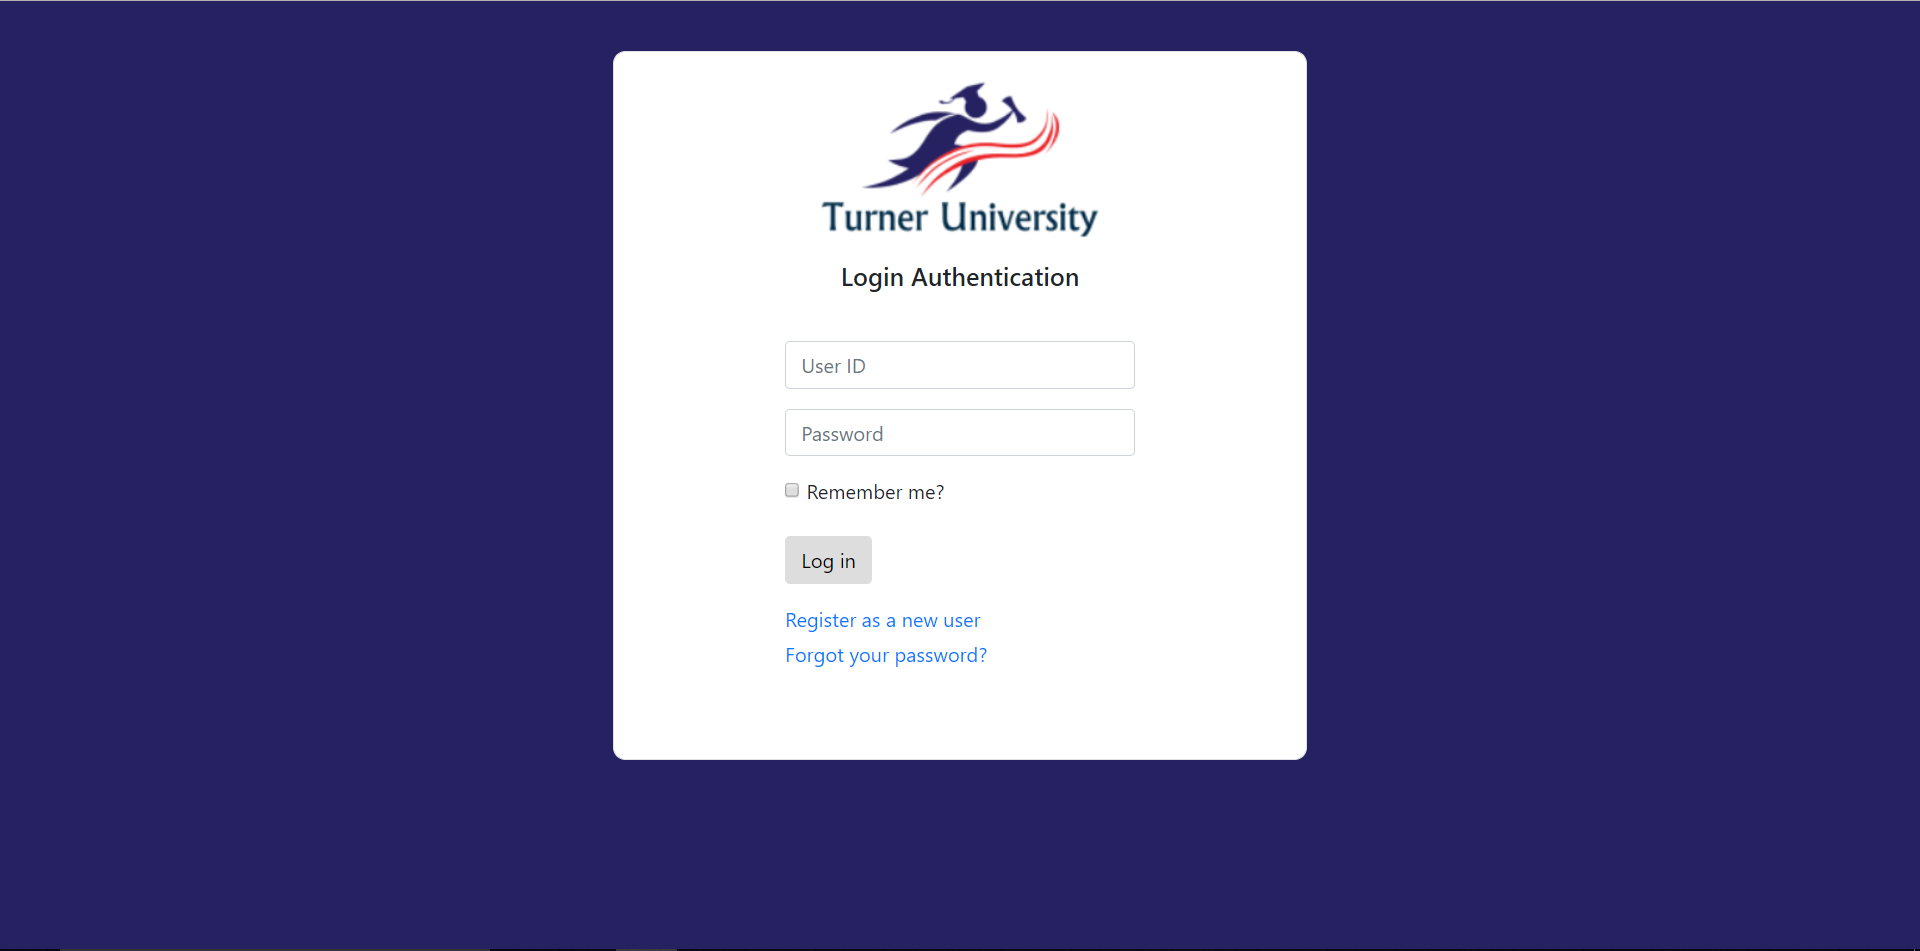 Turner University
Login Authentication
User ID
Password
Remember me?
Log in
Register as a new user
Forgot your password?